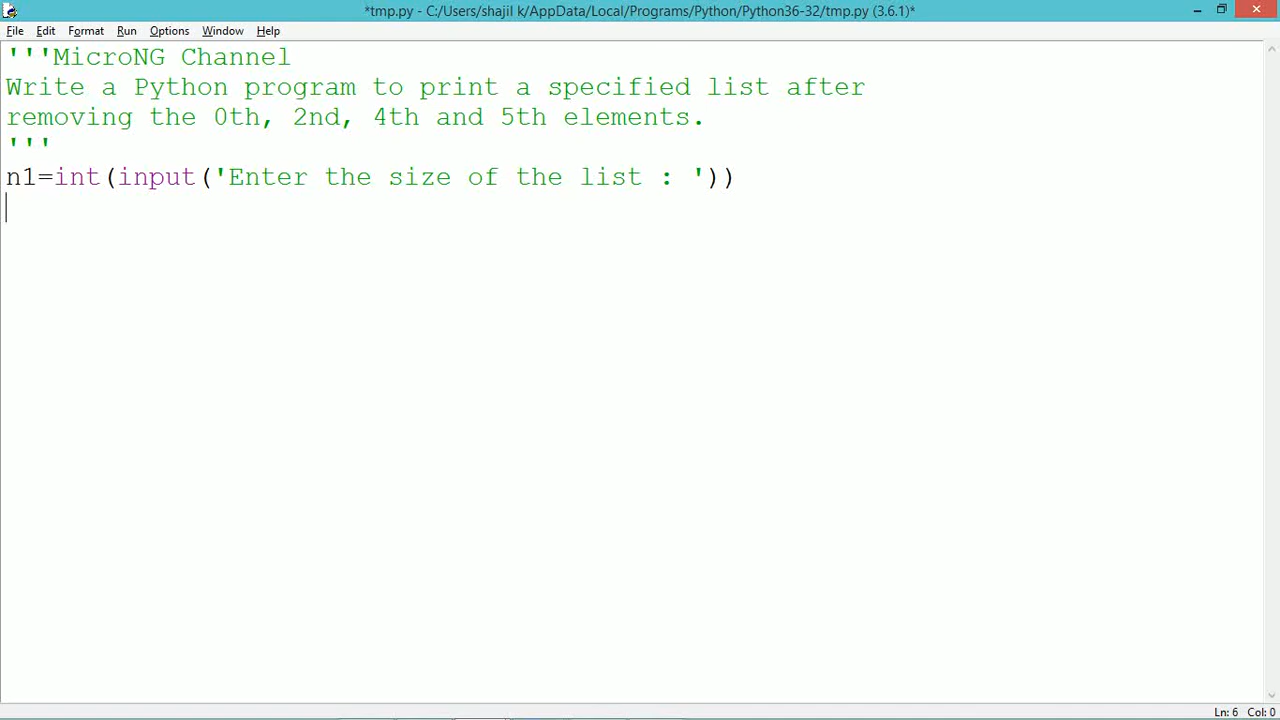 *tmp.py - C:/Users/shajil k/AppData/Local/Programs/Python/Python36-32/tmp.py (3.6.1)*
File Edit Format Run Options Window Help
'''MicroNG Channel
Write a Python program to print a specified list after
removing the 0th, 2nd, 4th and 5th elements.
'''
n1=int(input('Enter the size of the list : '))
Ln: 6 Col: 0